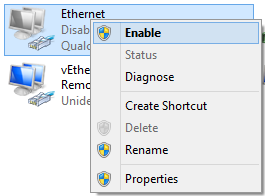 Ethernet
Disab
Qualc
vEthe
Remo
Unide
Enable
Status
Diagnose
Create Shortcut
Delete
Rename
Properties